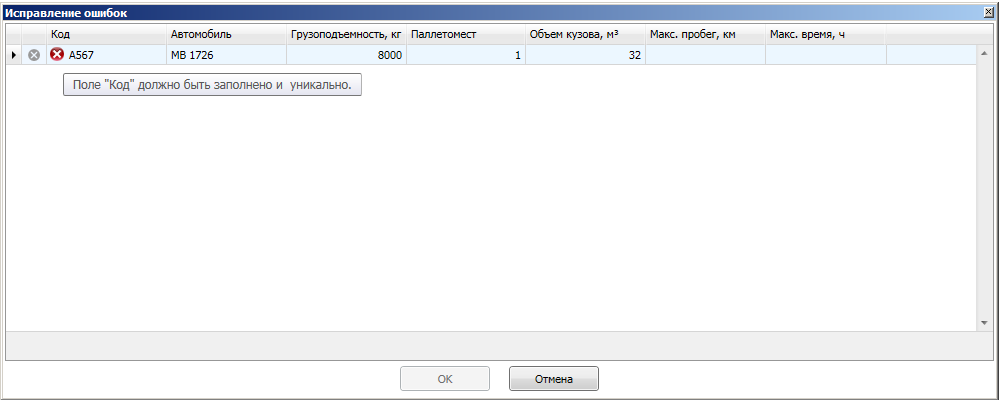 Исправление ошибок
Код Автомобиль Грузоподъемность, кг Паллетомест Объем кузова, м³ Макс. пробег, км Макс. время, ч
A567 MB 1726 8000 1 32
Поле "Код" должно быть заполнено и  уникально.
OK Отмена